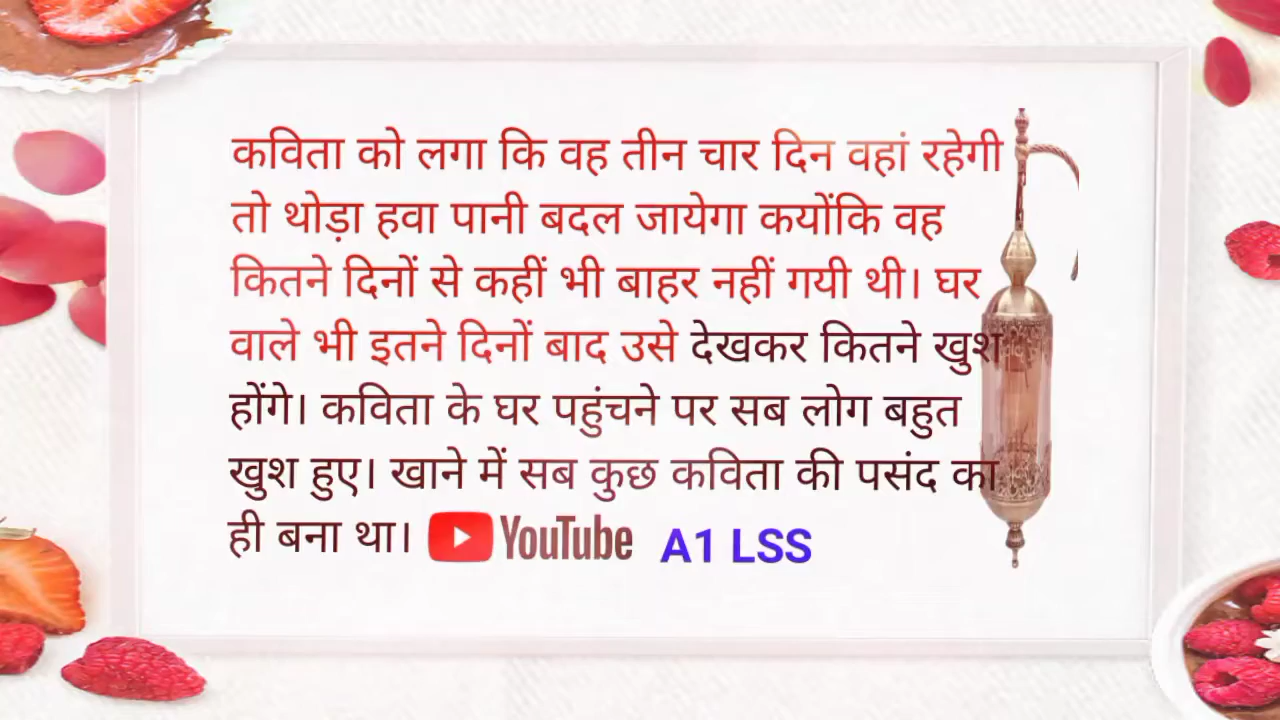 कविता को लगा कि वह तीन चार दिन वहां रहेगी
तो थोड़ा हवा पानी बदल जायेगा कयोंकि वह
कितने दिनों से कहीं भी बाहर नहीं गयी थी। घर
वाले भी इतने दिनों बाद उसे देखकर कितने खुश
होंगे। कविता के घर पहुंचने पर सब लोग बहुत
खुश हुए। खाने में सब कुछ कविता की पसंद का
ही बना था। YouTube A1 LSS